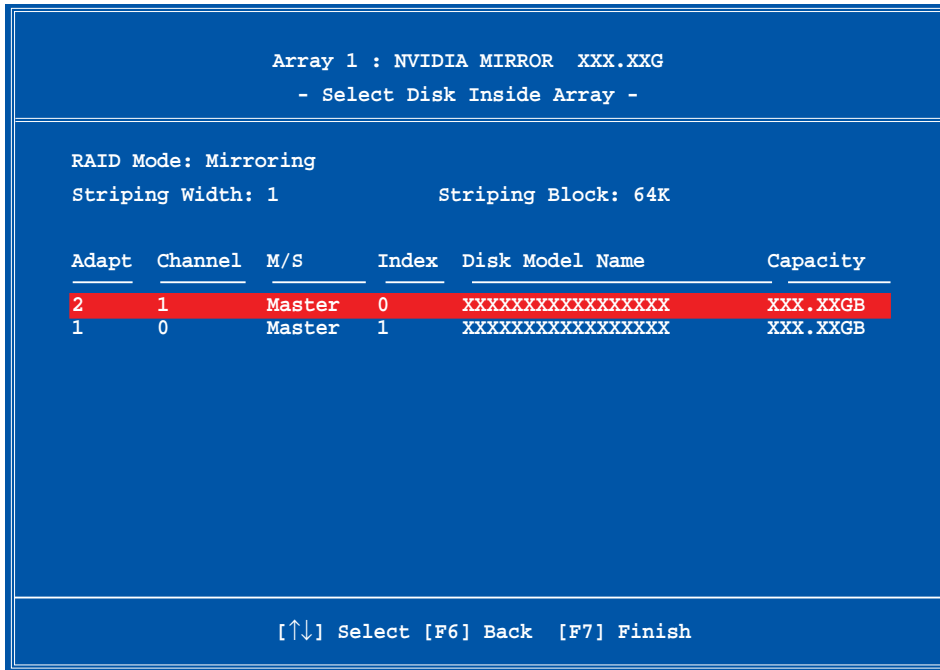 Array 1 : NVIDIA MIRROR  XXX.XXG
- Select Disk Inside Array -
RAID Mode: Mirroring
Striping Width: 1    Striping Block: 64K
Adapt  Channel  M/S  Index  Disk Model Name  Capacity
2  1  Master  0  XXXXXXXXXXXXXXXXX  XXX.XXGB
1  0  Master  1  XXXXXXXXXXXXXXXXX  XXX.XXGB
[↑↓] Select [F6] Back  [F7] Finish